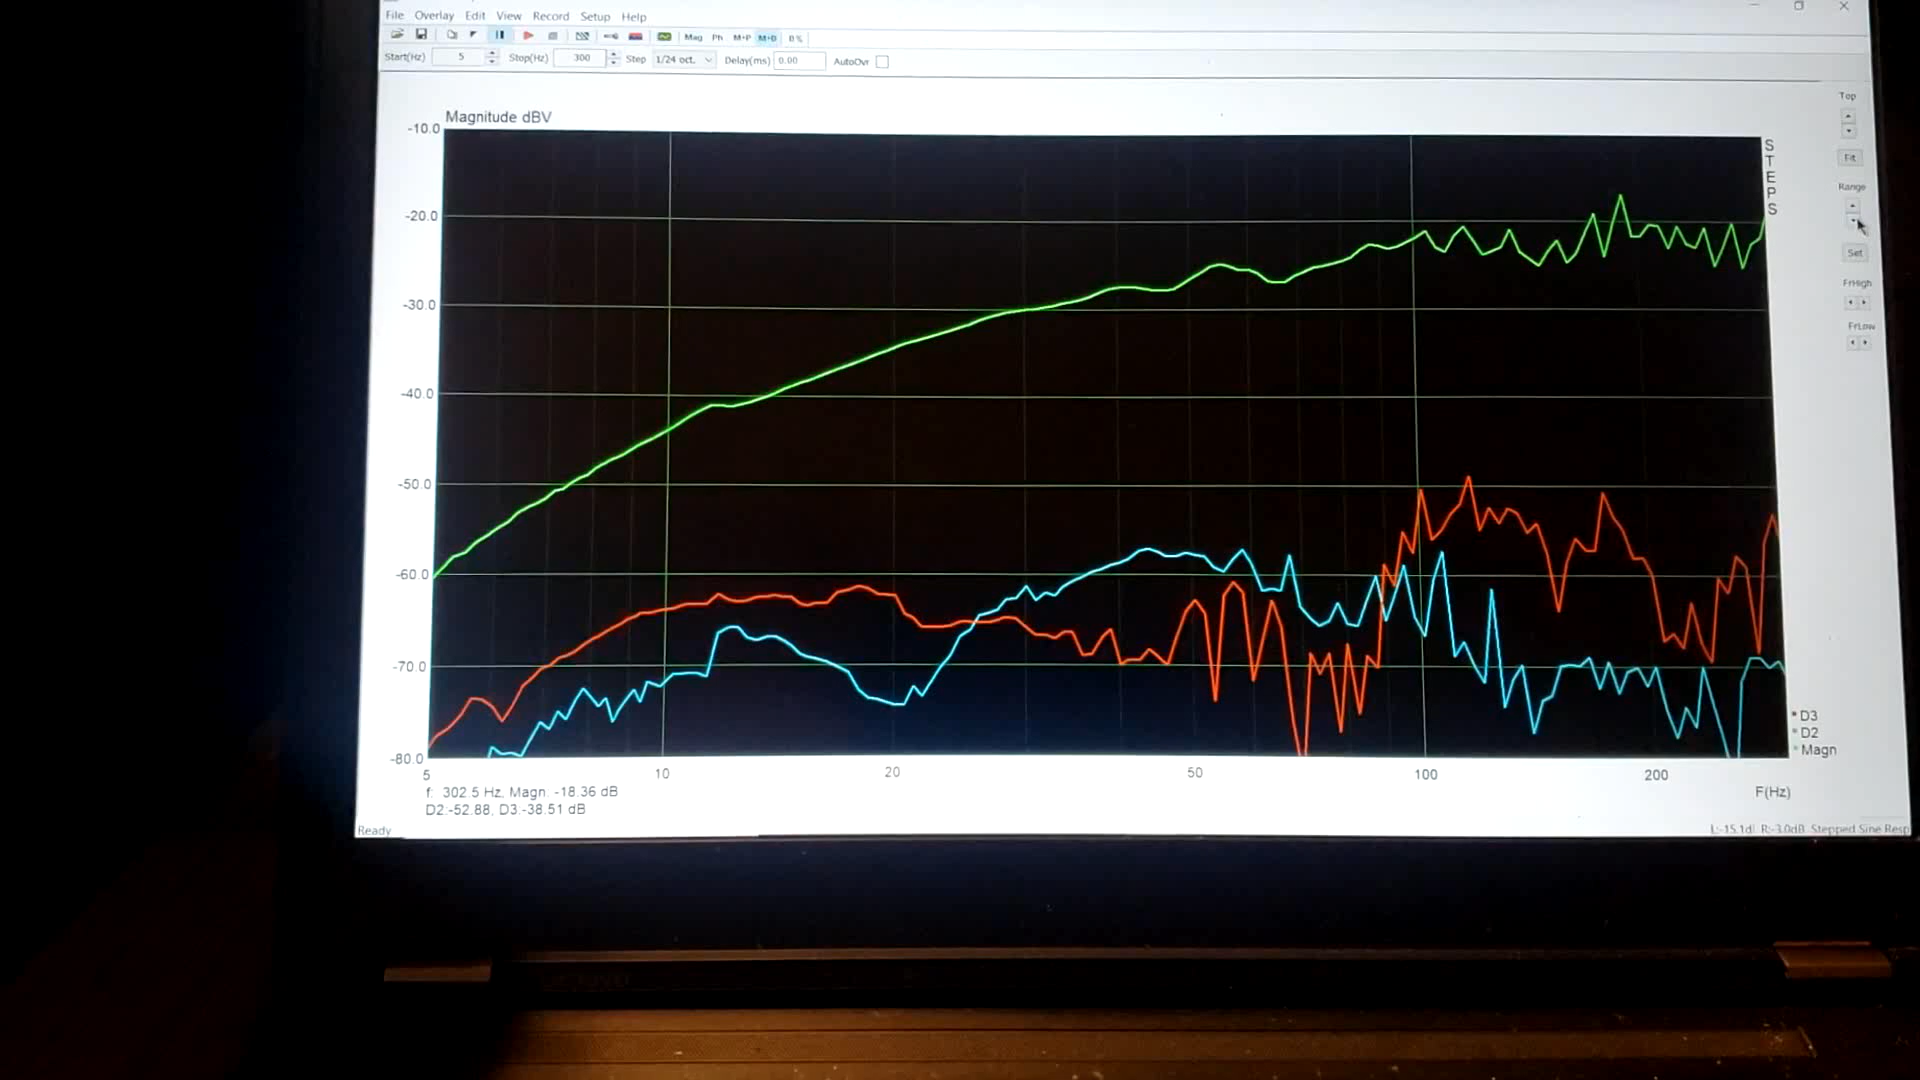 File Overlay Edit View Record Setup Help
Mag Ph M+P M+D D%
Start(Hz) 5 Stop(Hz) 300 Step 1/24 oct. Delay(ms) 0.00 AutoOvr
Magnitude dBV
Top
Fit
Range
Set
FrHigh
FrLow
STEPS
-10.0
-20.0
-30.0
-40.0
-50.0
-60.0
-70.0
-80.0
D3
D2
Magn
5 10 20 50 100 200
F(Hz)
f: 302.5 Hz, Magn: -18.36 dB
D2:-52.88, D3:-38.51 dB
Ready
R:-3.0dB Stepped Sine Resp